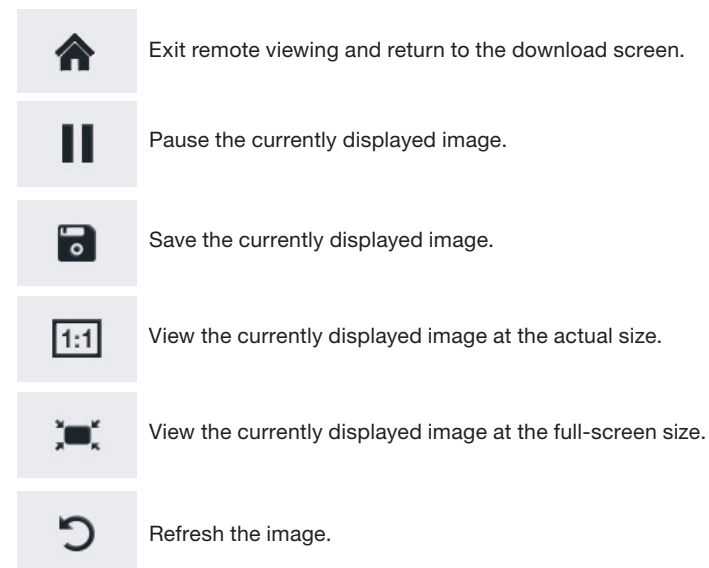 Exit remote viewing and return to the download screen.
Pause the currently displayed image.
Save the currently displayed image.
1:1
View the currently displayed image at the actual size.
View the currently displayed image at the full-screen size.
Refresh the image.